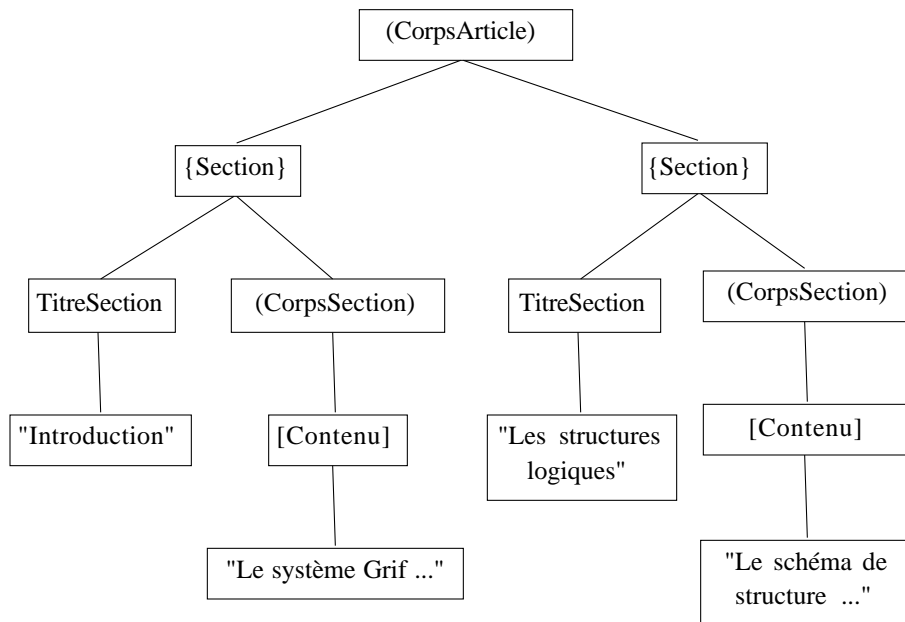 (CorpsArticle)
{Section}
{Section}
TitreSection
(CorpsSection)
TitreSection
(CorpsSection)
"Introduction"
[Contenu]
"Les structures
logiques"
[Contenu]
"Le système Grif ..."
"Le schéma de
structure ..."